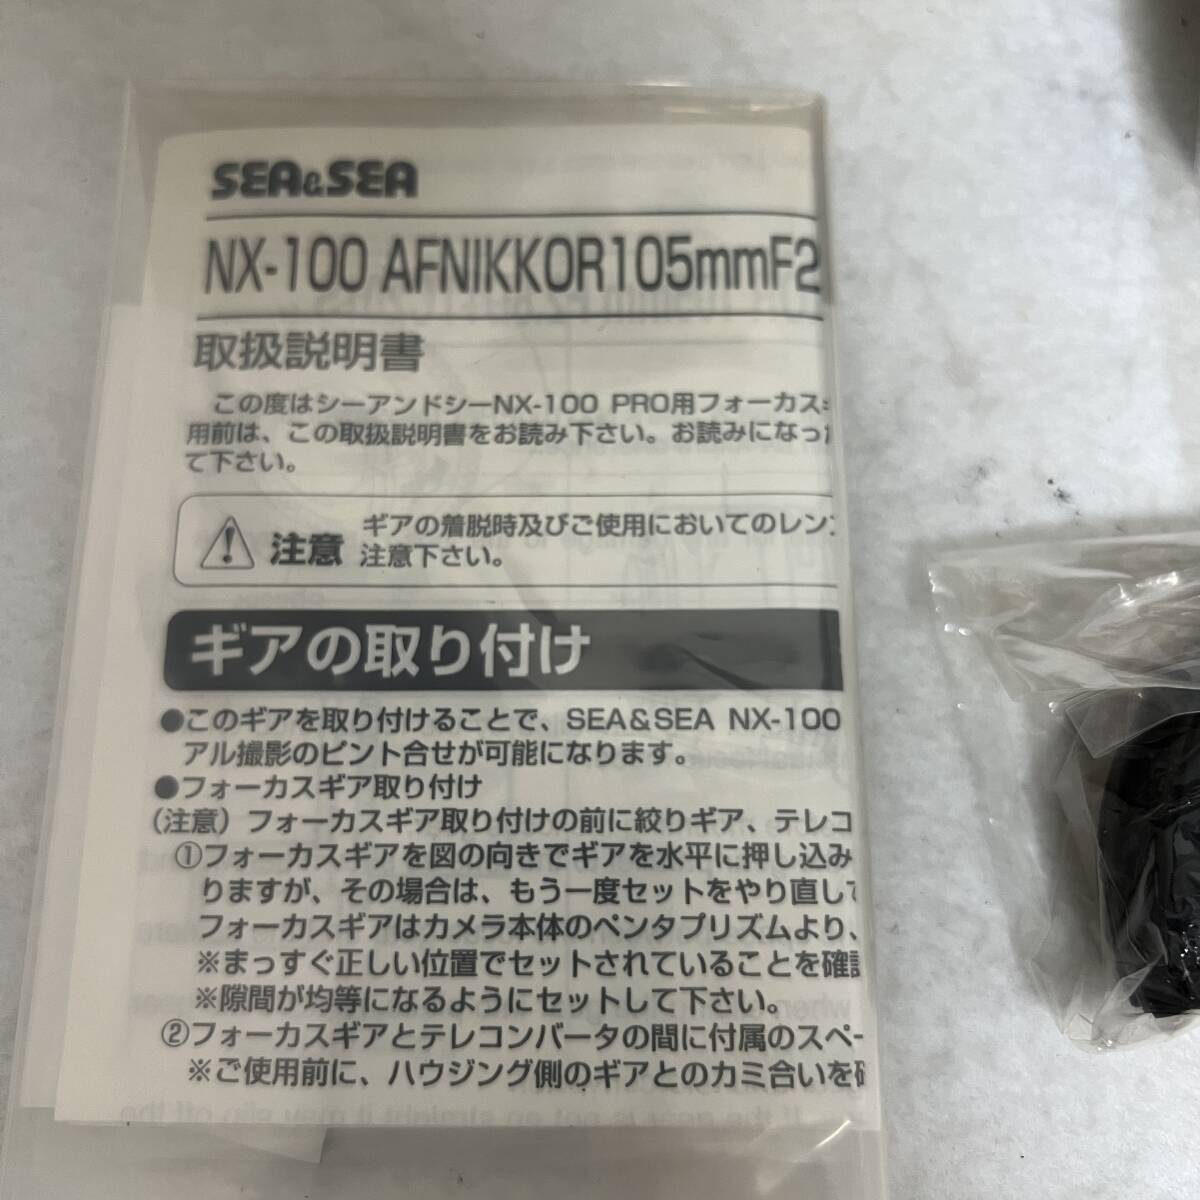 SEA&SEA
NX-100 AFNIKKOR105mmF2
取扱説明書
この度はシーアンドシーNX-100 PRO用フォーカス
用前は、この取扱説明書をお読み下さい。お読みになっ
て下さい。
注意 ギアの着脱時及びご使用においてのレン
注意下さい。
ギアの取り付け
●このギアを取り付けることで、SEA&SEA NX-100
アル撮影のピント合せが可能になります。
●フォーカスギア取り付け
(注意)フォーカスギア取り付けの前に絞りギア、テレコ
①フォーカスギアを図の向きでギアを水平に押し込み
りますが、その場合は、もう一度セットをやり直して
フォーカスギアはカメラ本体のペンタプリズムより、
※まっすぐ正しい位置でセットされていることを確認
※隙間が均等になるようにセットして下さい。
②フォーカスギアとテレコンバータの間に付属のスペー
※ご使用前に、ハウジング側のギアとのカミ合いを確